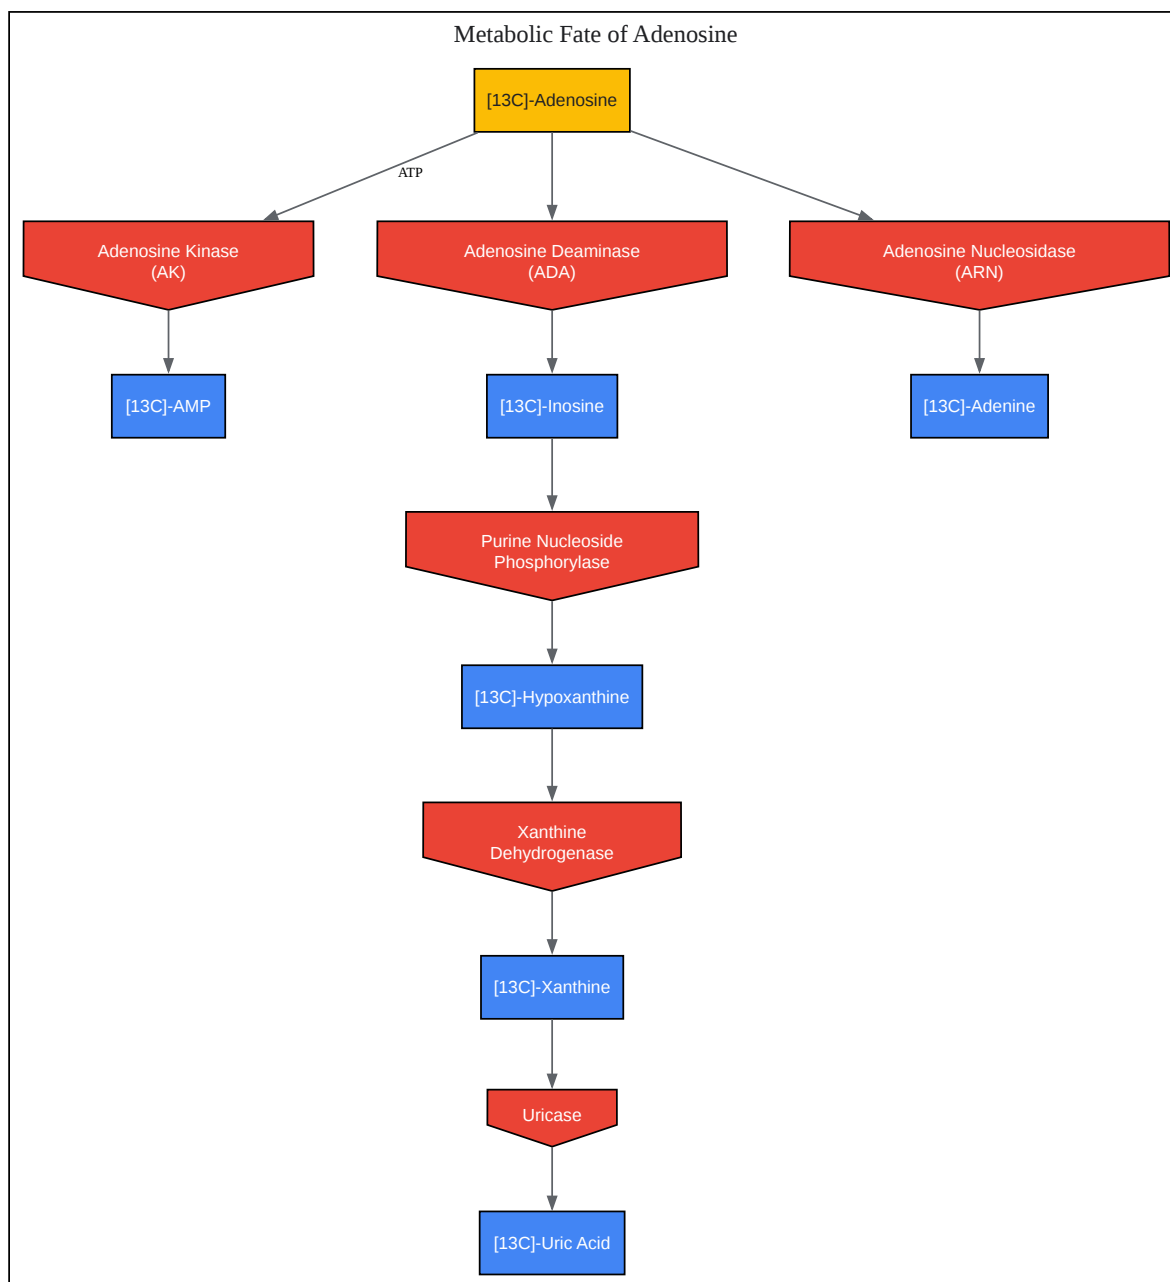 Metabolic Fate of Adenosine
[13C]-Adenosine
ATP
Adenosine Kinase
(AK)
Adenosine Deaminase
(ADA)
Adenosine Nucleosidase
(ARN)
[13C]-AMP
[13C]-Inosine
[13C]-Adenine
Purine Nucleoside
Phosphorylase
[13C]-Hypoxanthine
Xanthine
Dehydrogenase
[13C]-Xanthine
Uricase
[13C]-Uric Acid